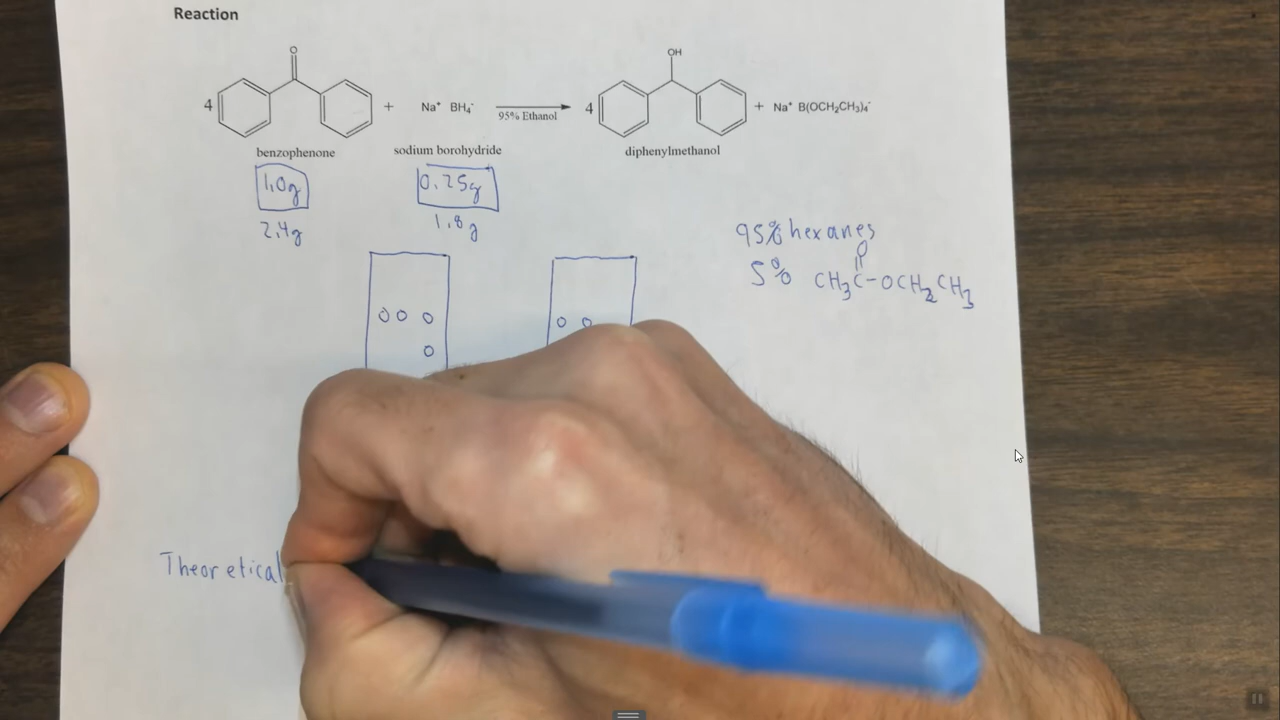 Reaction
O OH
4 + Na⁺ BH₄⁻ 95% Ethanol 4 + Na⁺ B(OCH₂CH₃)₄⁻
benzophenone sodium borohydride diphenylmethanol
1.0g 0.25g
2.4g 1.8g
95% hexanes
O
5% CH₃C-OCH₂CH₃
Theoretical